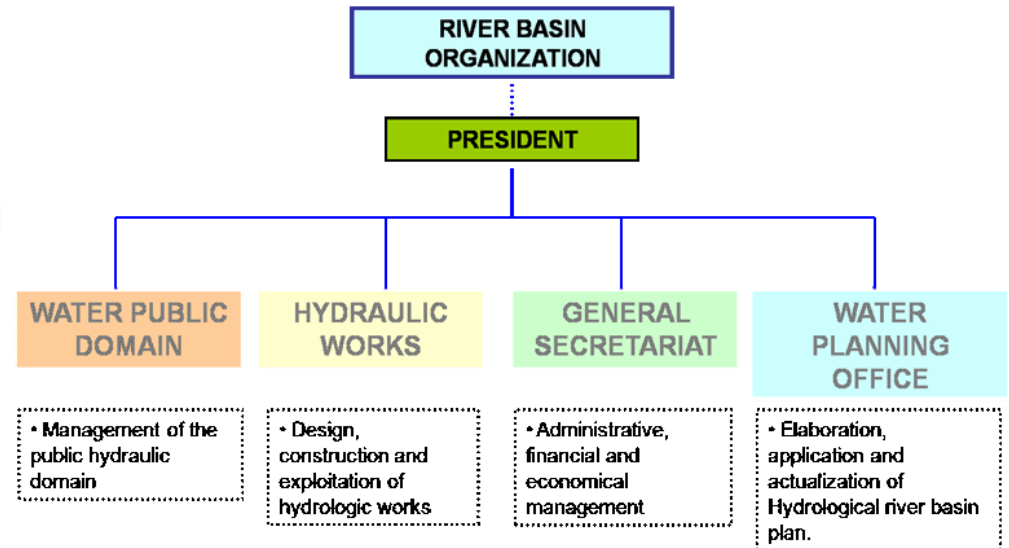 RIVER BASIN
ORGANIZATION
PRESIDENT
WATER PUBLIC
DOMAIN
HYDRAULIC
WORKS
GENERAL
SECRETARIAT
WATER
PLANNING
OFFICE
• Management of the
public hydraulic
domain
• Design,
construction and
exploitation of
hydrologic works
• Administrative,
financial and
economical
management
• Elaboration,
application and
actualization of
Hydrological river basin
plan.